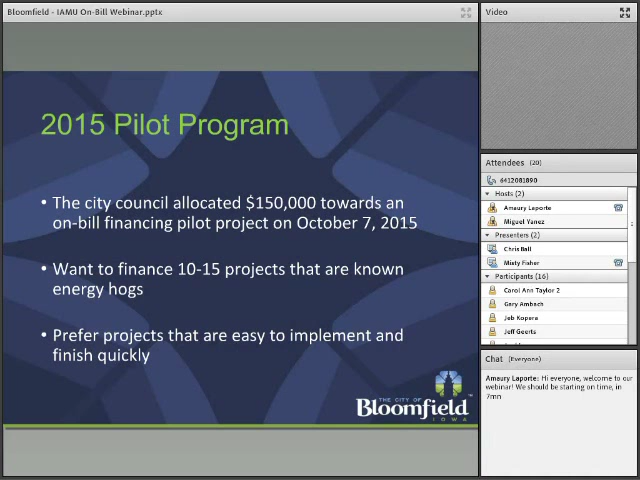 Bloomfield - IAMU On-Bill Webinar.pptx
2015 Pilot Program
• The city council allocated $150,000 towards an
on-bill financing pilot project on October 7, 2015
• Want to finance 10-15 projects that are known
energy hogs
• Prefer projects that are easy to implement and
finish quickly
THE CITY OF
Bloomfield
IOWA
Video
Attendees (20)
6412081890
Hosts (2)
Amaury Laporte
Miguel Yanez
Presenters (2)
Chris Ball
Misty Fisher
Participants (16)
Carol Ann Taylor 2
Gary Ambach
Jeb Kopera
Jeff Geerts
Chat (Everyone)
Amaury Laporte: Hi everyone, welcome to our
webinar! We should be starting on time, in
7mn